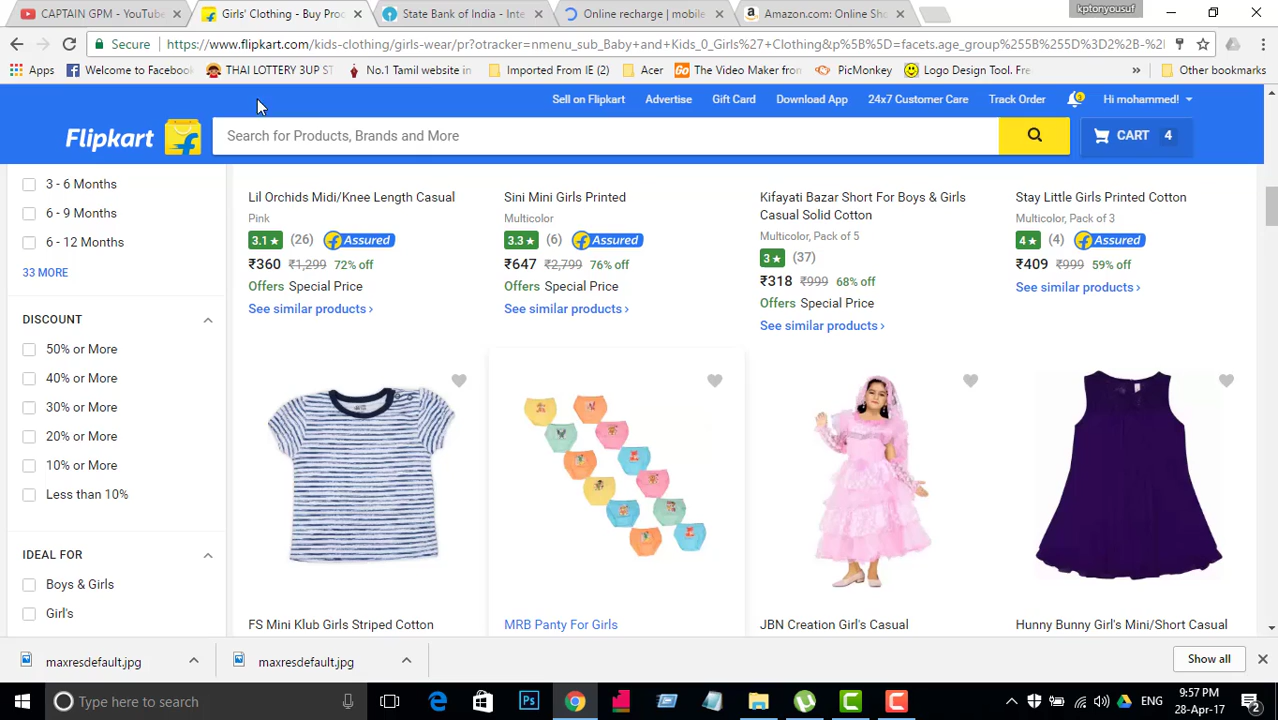 CAPTAIN GPM - YouTube
Girls' Clothing - Buy Pro
State Bank of India - Inte
Online recharge | mobile
Amazon.com: Online Sh
kptonyousuf
Secure https://www.flipkart.com/kids-clothing/girls-wear/pr?otracker=nmenu_sub_Baby+and+Kids_0_Girls%27+Clothing&p%5B%5D=facets.age_group%255B%255D%3D2%2B-%
Apps Welcome to Facebook THAI LOTTERY 3UP ST No.1 Tamil website in Imported From IE (2) Acer Go The Video Maker from PicMonkey Logo Design Tool. Fre » Other bookmarks
Sell on Flipkart Advertise Gift Card Download App 24x7 Customer Care Track Order Hi mohammed!
Flipkart Search for Products, Brands and More CART 4
3 - 6 Months
6 - 9 Months
6 - 12 Months
33 MORE
DISCOUNT
50% or More
40% or More
30% or More
20% or More
10% or More
Less than 10%
IDEAL FOR
Boys & Girls
Girl's
Lil Orchids Midi/Knee Length Casual
Pink
3.1 ★ (26) Assured
₹360 ₹1,299 72% off
Offers Special Price
See similar products ›
Sini Mini Girls Printed
Multicolor
3.3 ★ (6) Assured
₹647 ₹2,799 76% off
Offers Special Price
See similar products ›
Kifayati Bazar Short For Boys & Girls
Casual Solid Cotton
Multicolor, Pack of 5
3 ★ (37)
₹318 ₹999 68% off
Offers Special Price
See similar products ›
Stay Little Girls Printed Cotton
Multicolor, Pack of 3
4 ★ (4) Assured
₹409 ₹999 59% off
See similar products ›
FS Mini Klub Girls Striped Cotton
MRB Panty For Girls
JBN Creation Girl's Casual
Hunny Bunny Girl's Mini/Short Casual
maxresdefault.jpg
maxresdefault.jpg
Show all
Type here to search
Ps
ENG
9:57 PM
28-Apr-17
2